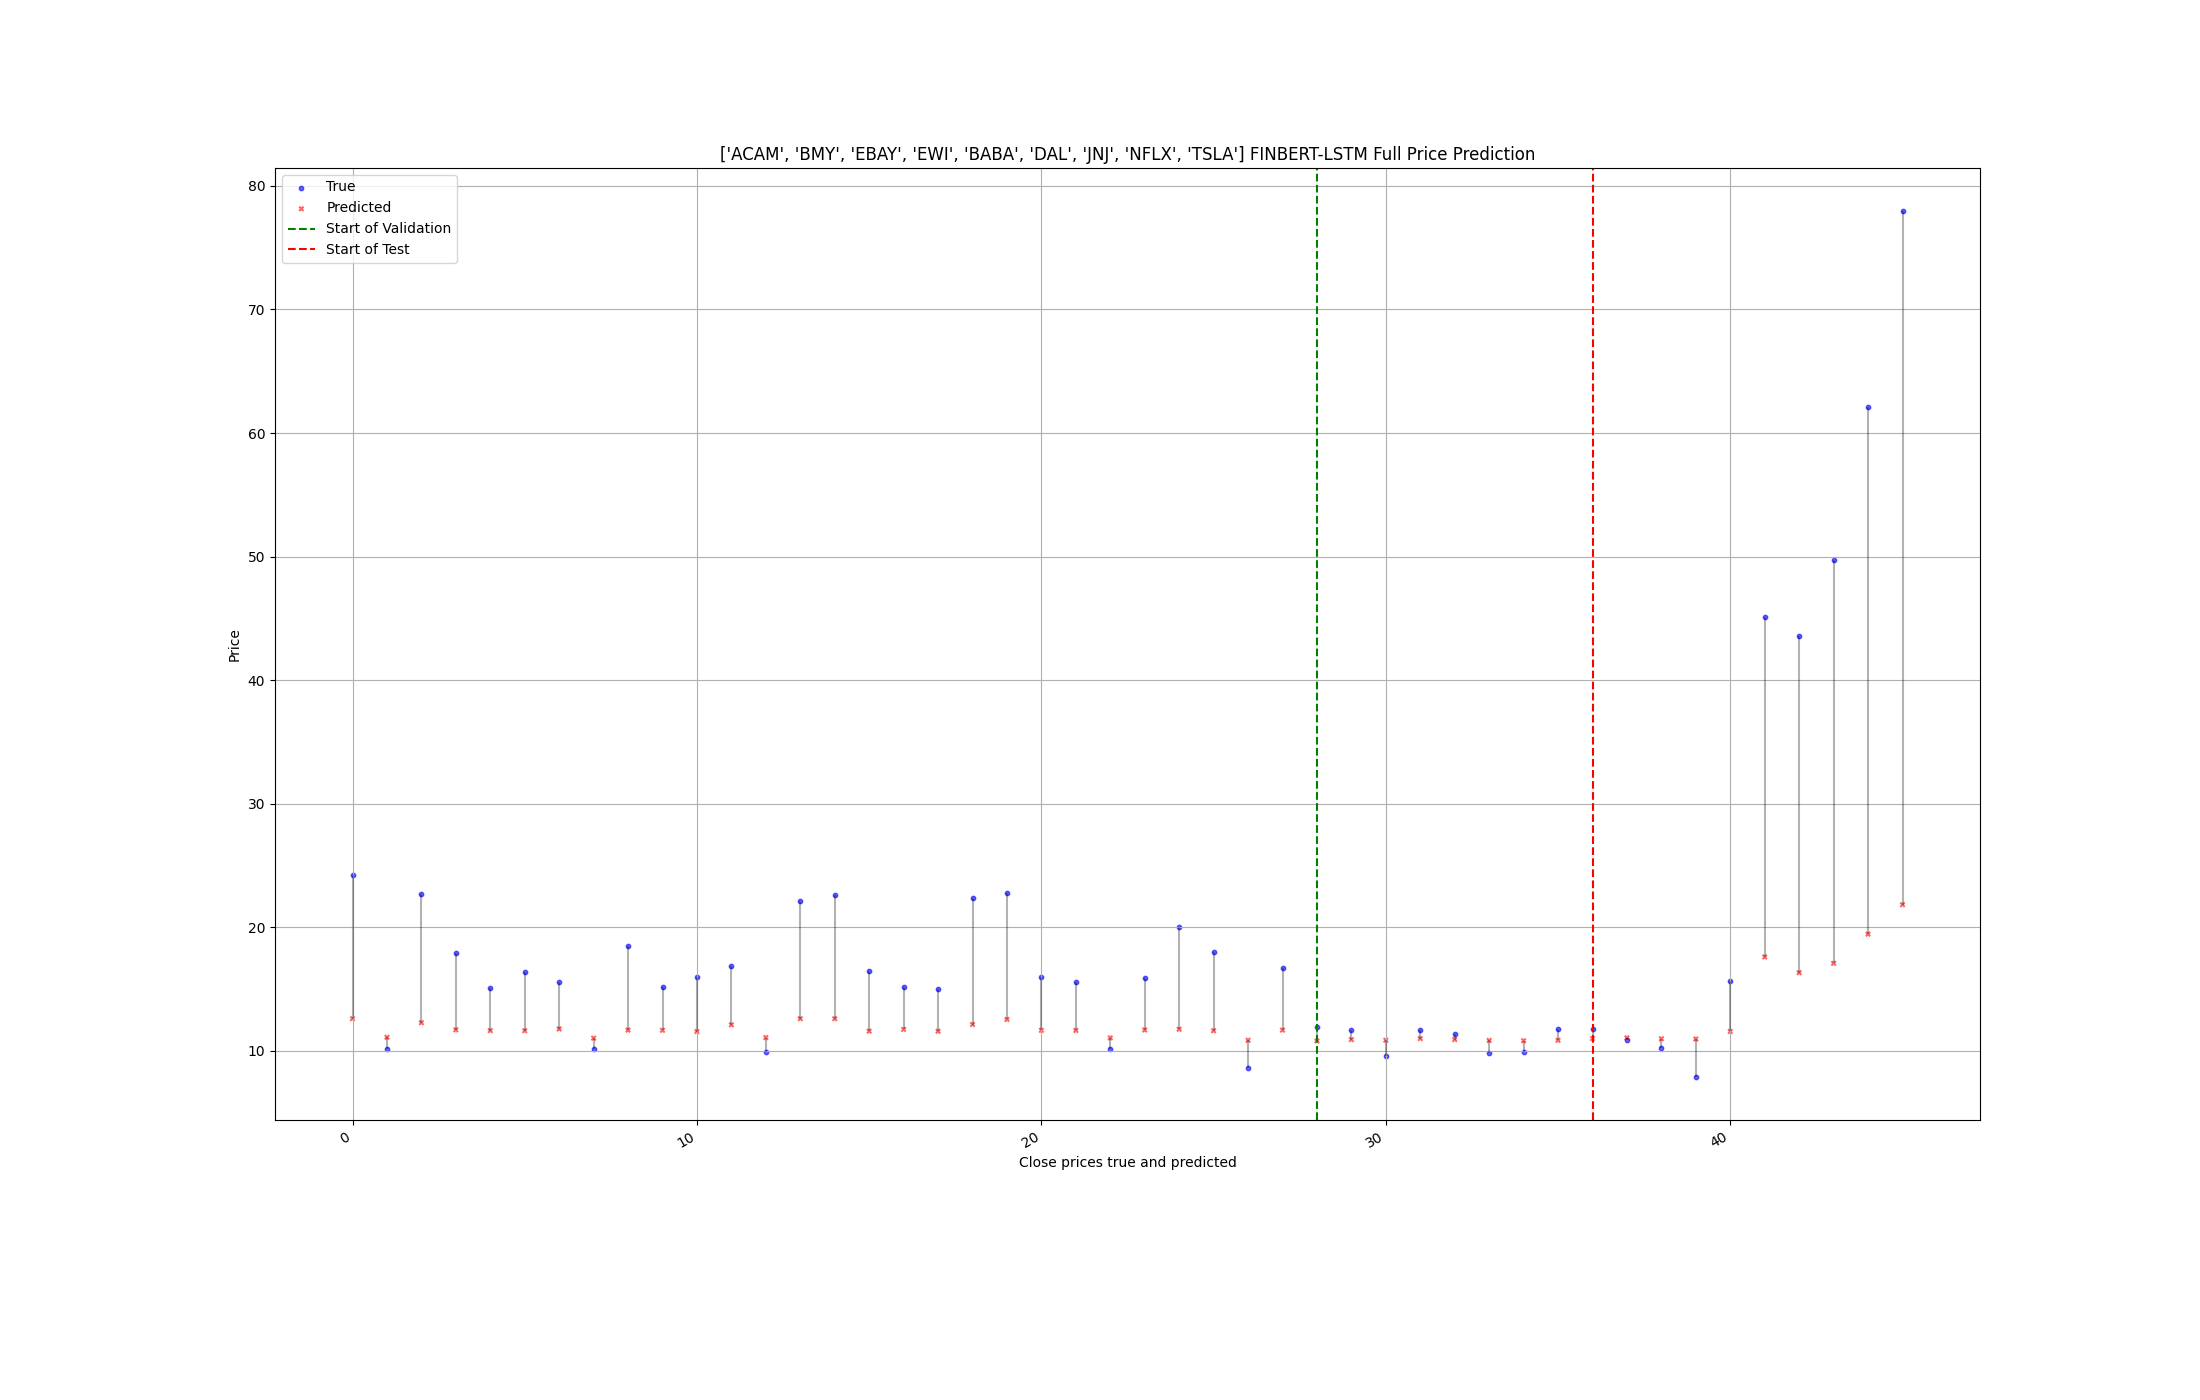 ['ACAM', 'BMY', 'EBAY', 'EWI', 'BABA', 'DAL', 'JNJ', 'NFLX', 'TSLA'] FINBERT-LSTM Full Price Prediction
True
Predicted
Start of Validation
Start of Test
80
70
60
50
40
30
20
10
Price
0
10
20
30
40
Close prices true and predicted